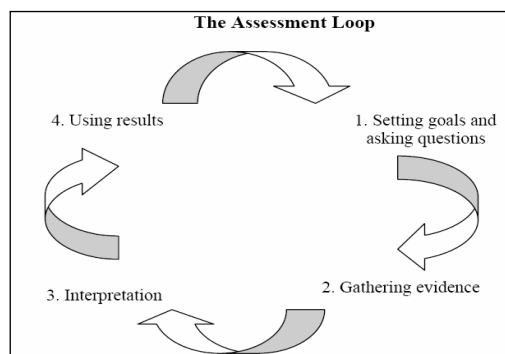 The Assessment Loop
4. Using results
1. Setting goals and
asking questions
3. Interpretation
2. Gathering evidence